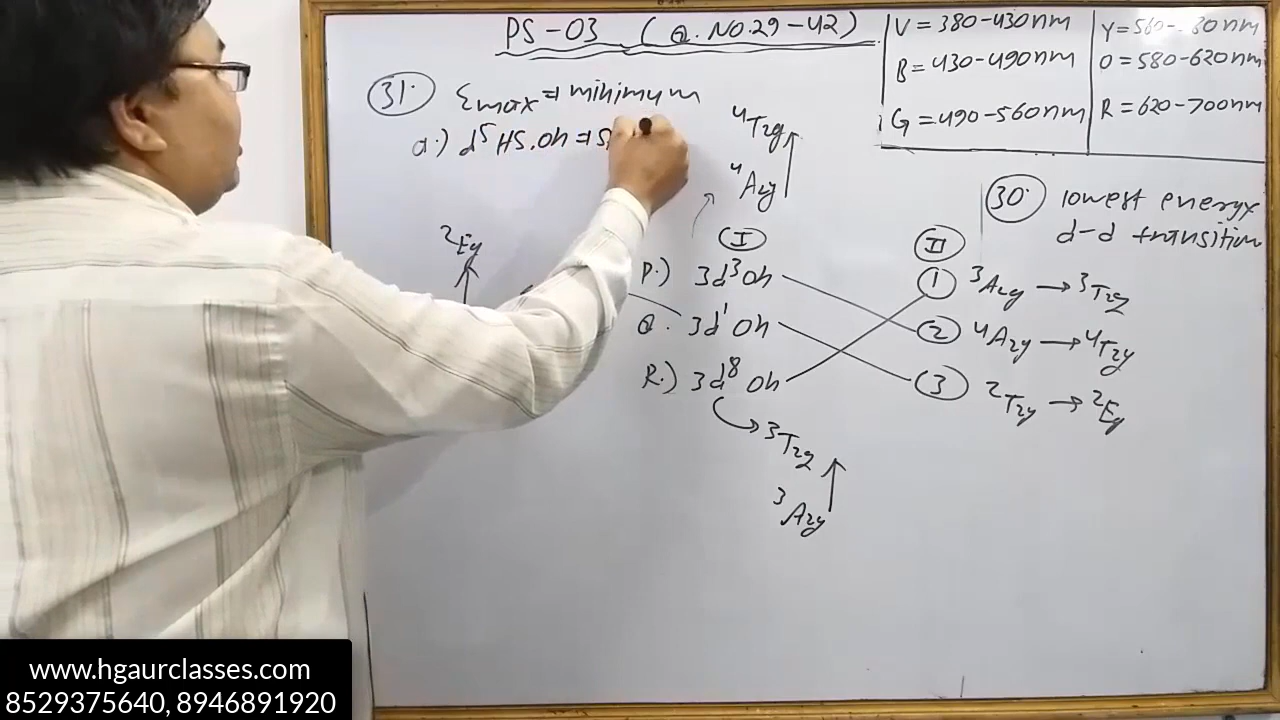 PS-03 (Q.NO.29-42)
V=380-430nm
B=430-490nm
G=490-560nm
Y=560-
O=580-620nm
R=620-700nm
31. Ɛmax = minimum
a.) d⁵ HS, Oh ⇒
⁴T2g
⁴A2g
²Eg
30. lowest energy
d-d transition
I
P.) 3d³ Oh
Q. 3d¹ Oh
R.) 3d⁸ Oh
³T2g
³A2g
II
1 ³A2g → ³T2g
2 ⁴A2g → ⁴T2g
3 ²T2g → ²Eg
www.hgaurclasses.com
8529375640, 8946891920